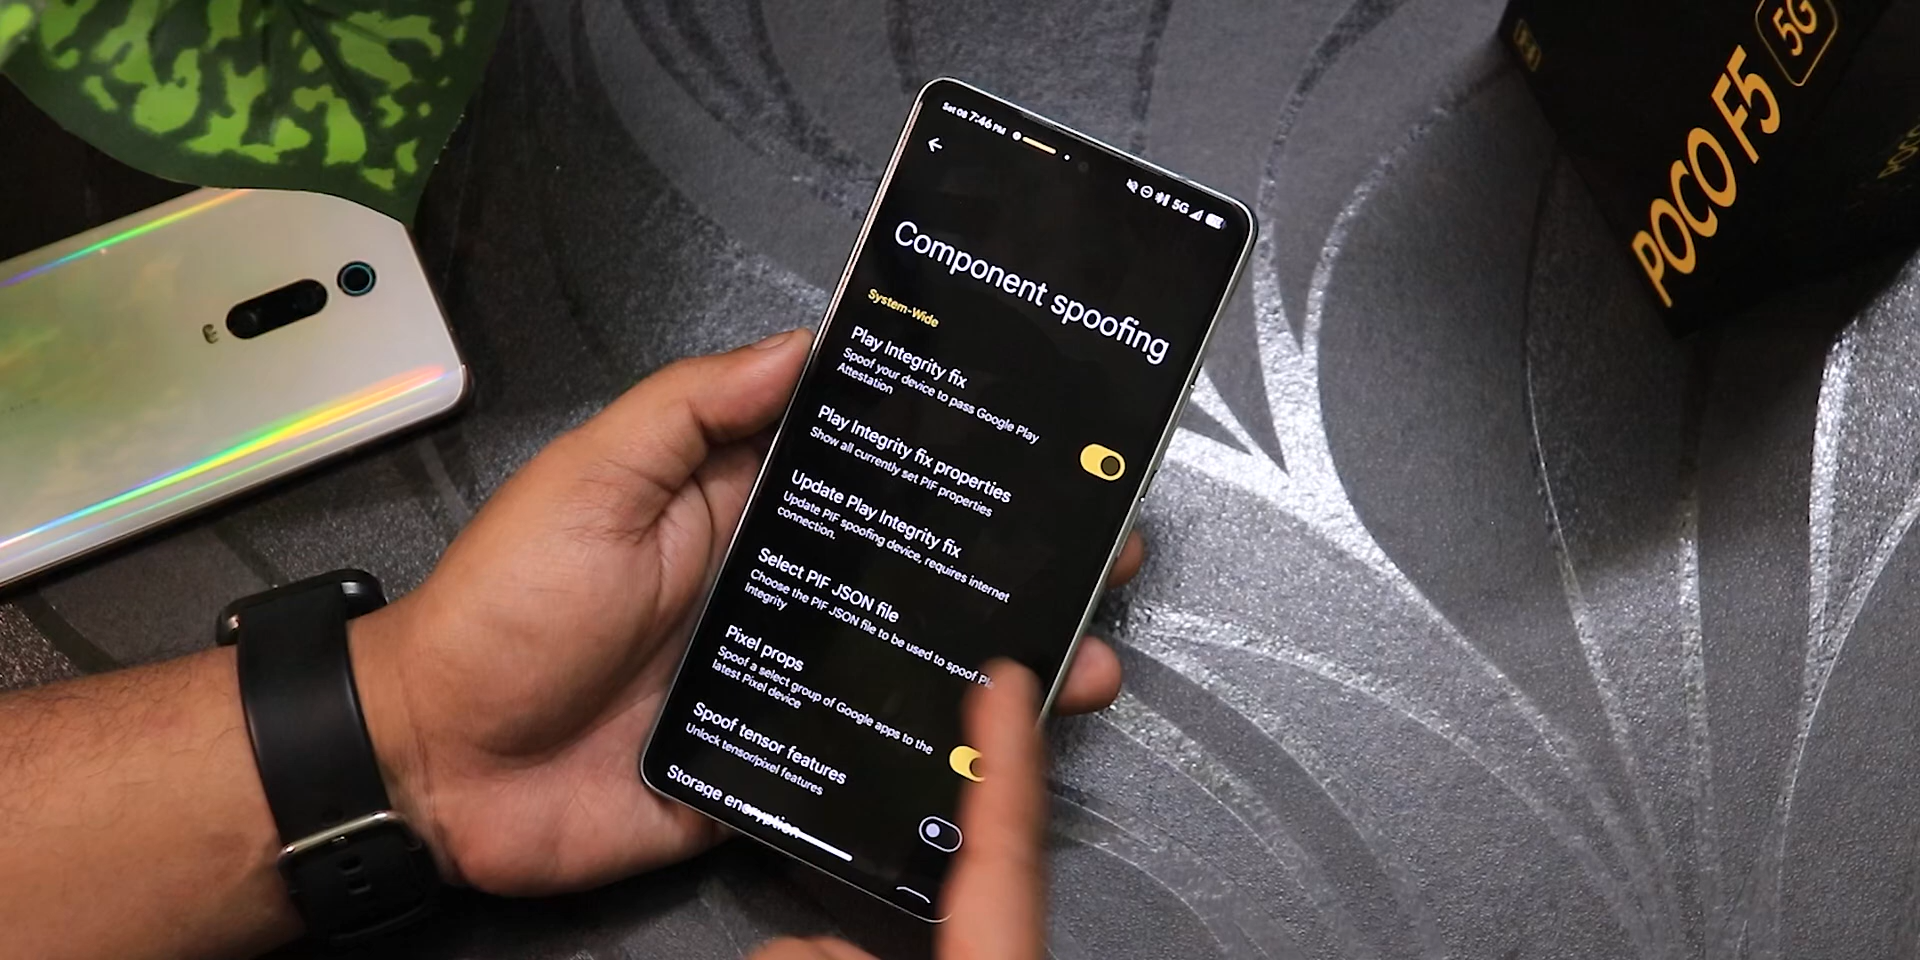 Sat 08 7:46 PM
5G
Component spoofing
System-Wide
Play Integrity fix
Spoof your device to pass Google Play
Attestation
Play Integrity fix properties
Show all currently set PIF properties
Update Play Integrity fix
Update PIF spoofing device, requires internet
connection.
Select PIF JSON file
Choose the PIF JSON file to be used to spoof
Integrity
Pixel props
Spoof a select group of Google apps to the
latest Pixel device
Spoof tensor features
Unlock tensor/pixel features
Storage encryption
POCO F5 5G
POCO